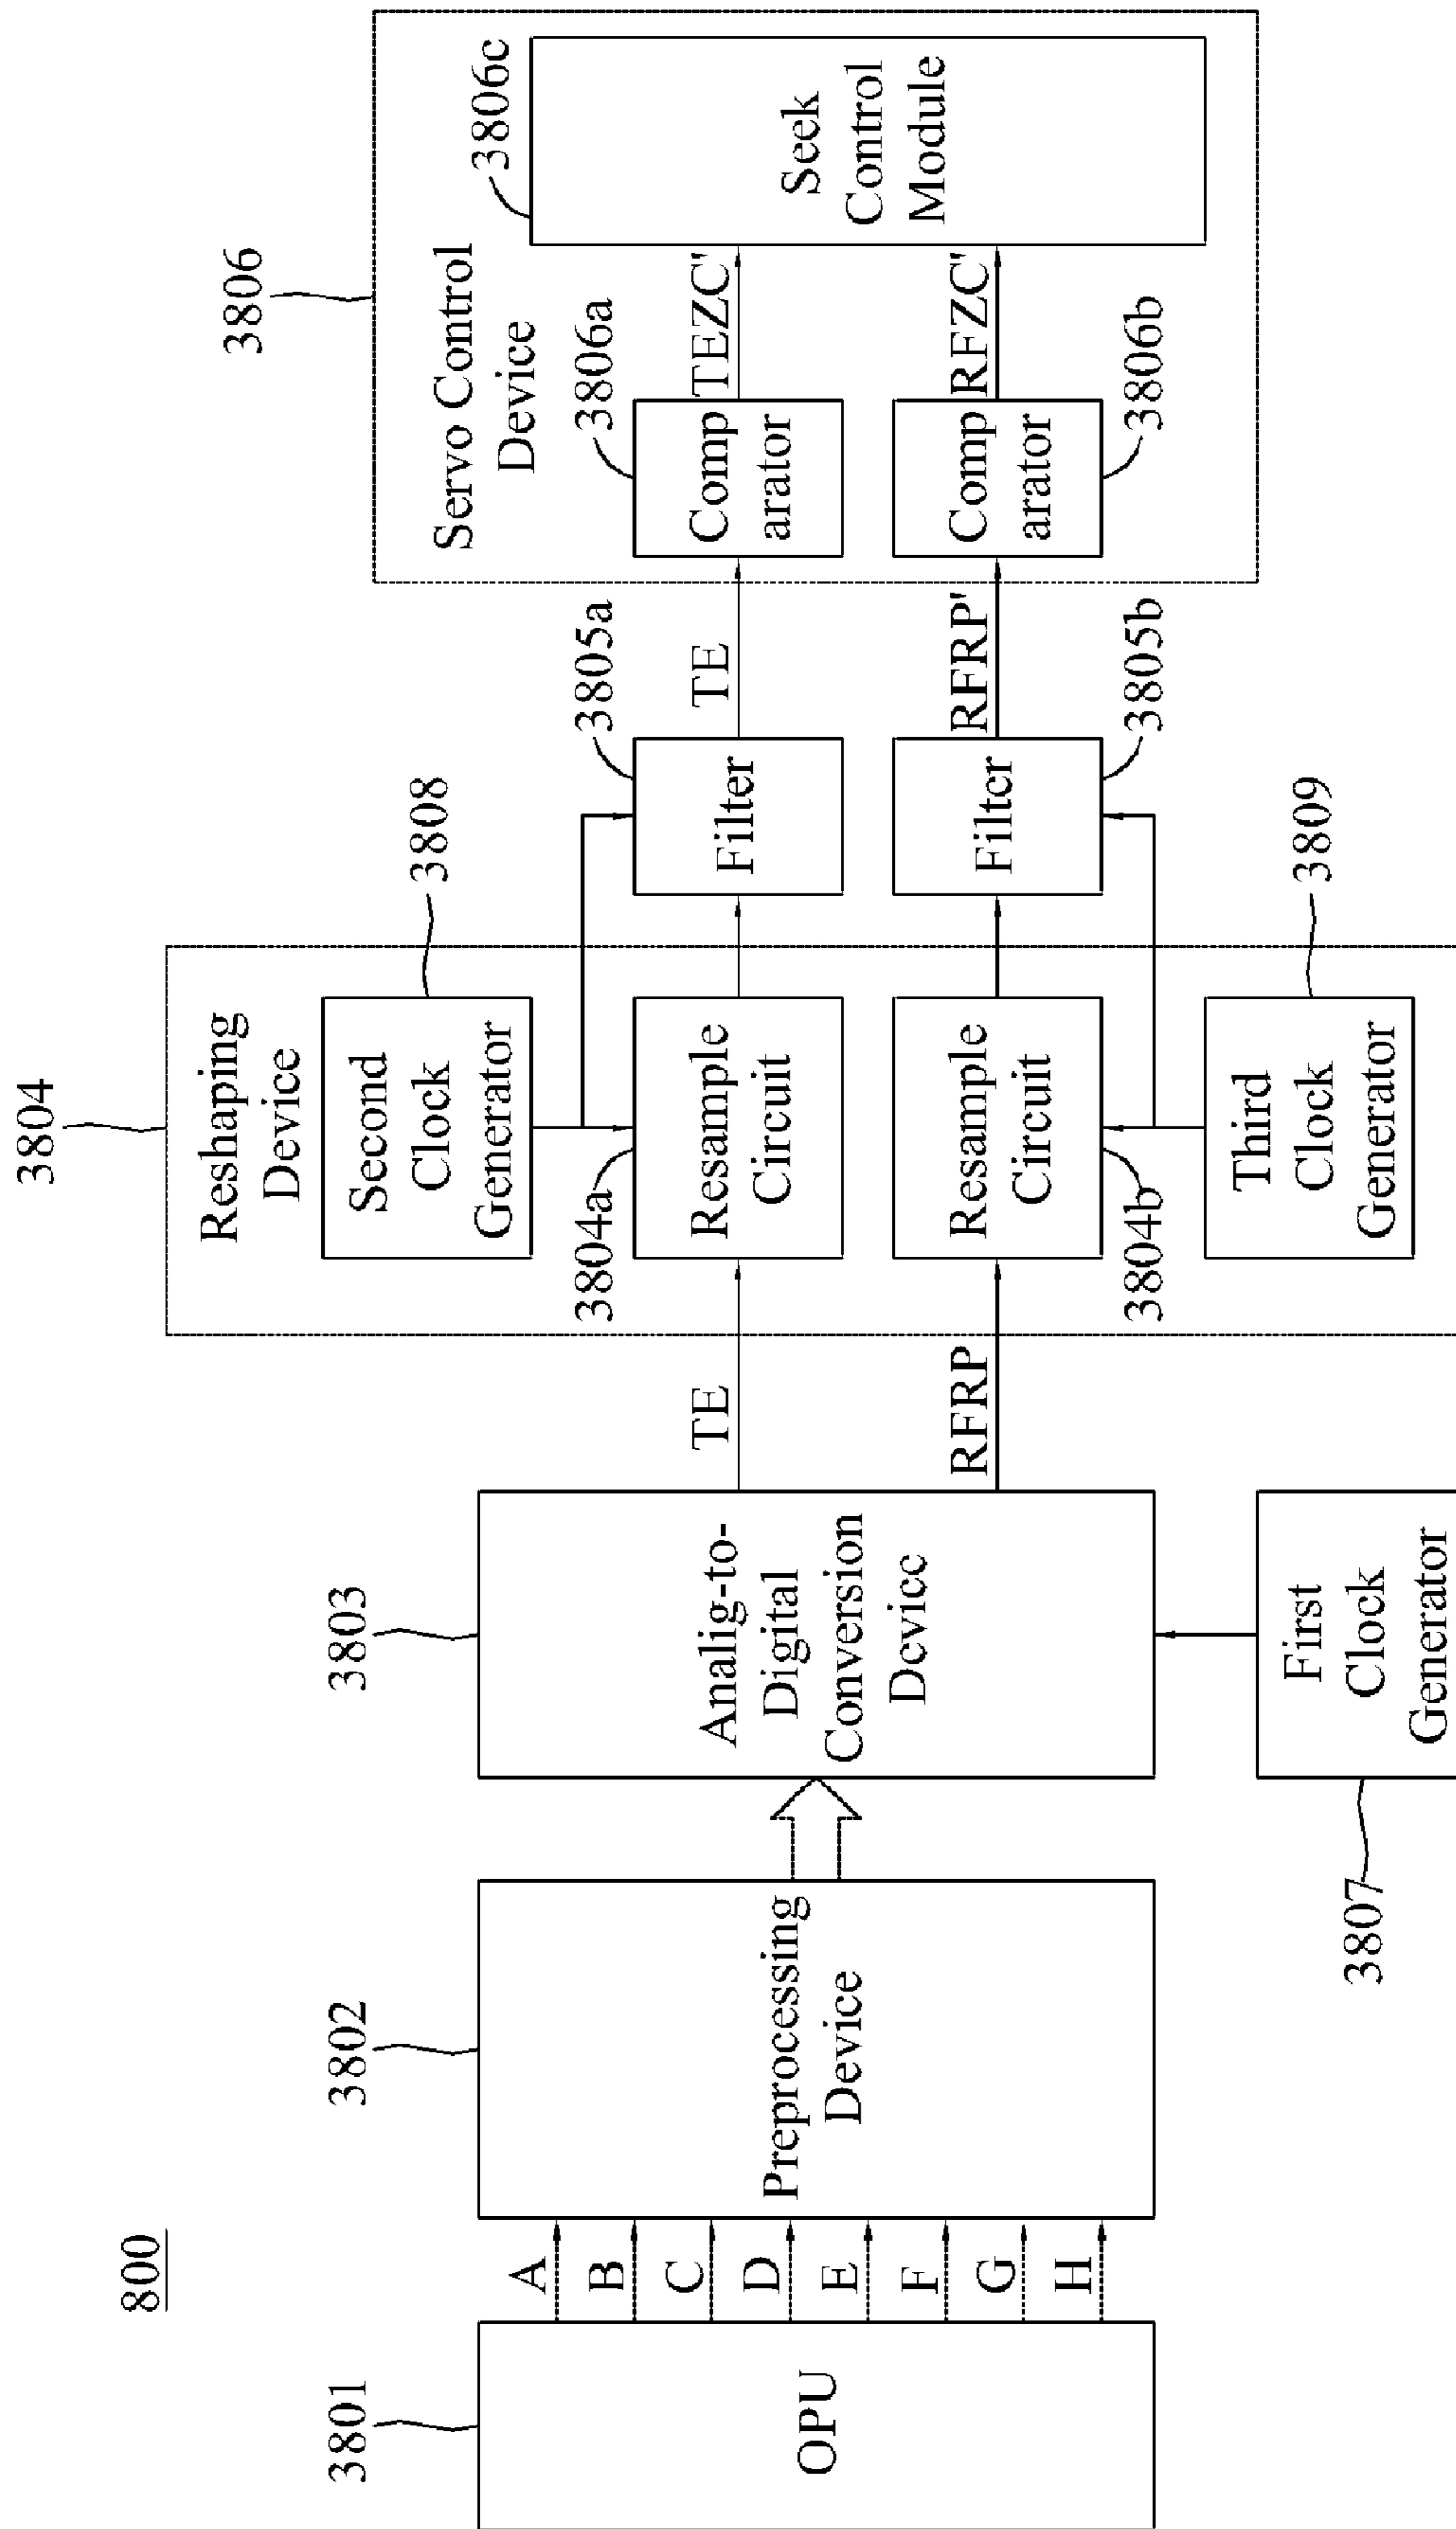 800
3801
OPU
A
B
C
D
E
F
G
H
3802
Preprocessing
Device
3803
Analig-to-
Digital
Conversion
Device
3807
First
Clock
Generator
TE
RFRP
3804
Reshaping
Device
Second
Clock
Generator
3808
3804a
Resample
Circuit
Resample
Circuit
3804b
Third
Clock
Generator
3809
3805a
Filter
Filter
3805b
TE
RFRP'
3806
Servo Control
Device
3806a
Comp
arator
Comp
arator
3806b
TEZC'
RFZC'
3806c
Seek
Control
Module